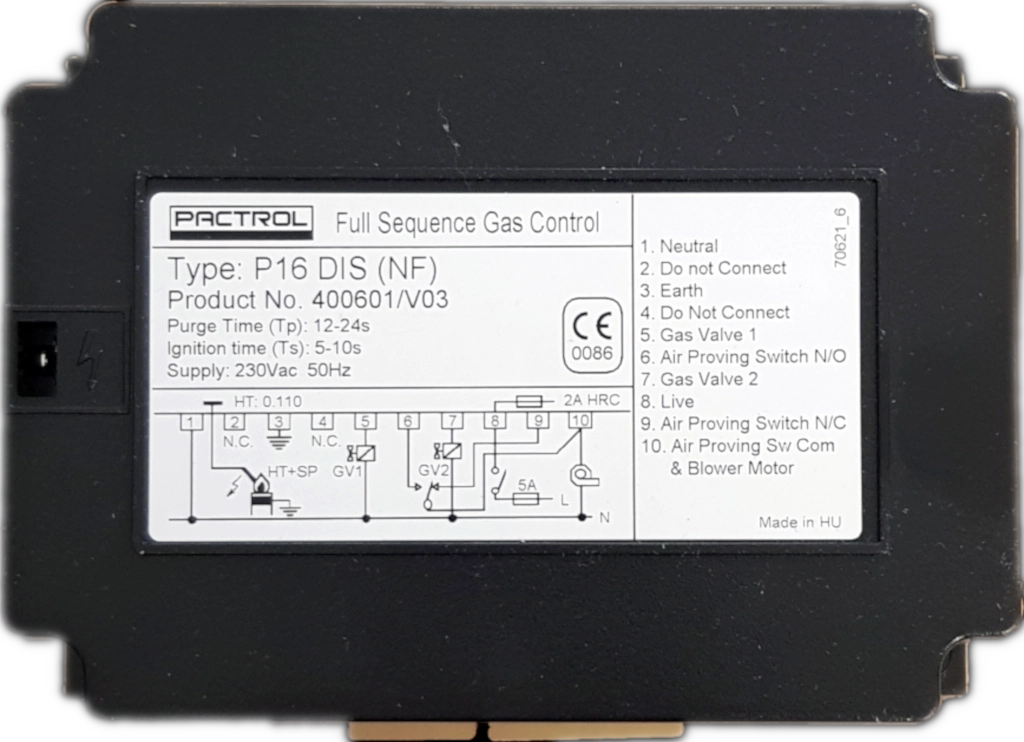 PACTROL Full Sequence Gas Control
Type: P16 DIS (NF)
Product No. 400601/V03
Purge Time (Tp): 12-24s
Ignition time (Ts): 5-10s
Supply: 230Vac 50Hz
CE
0086
HT: 0.110
2A HRC
1 2 3 4 5 6 7 8 9 10
N.C. N.C.
HT+SP GV1 GV2
5A
L
N
70621_6
1. Neutral
2. Do not Connect
3. Earth
4. Do Not Connect
5. Gas Valve 1
6. Air Proving Switch N/O
7. Gas Valve 2
8. Live
9. Air Proving Switch N/C
10. Air Proving Sw Com
& Blower Motor
Made in HU